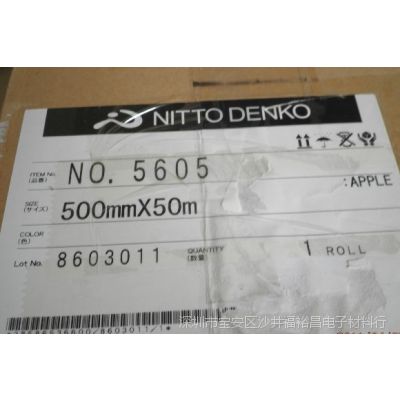 NITTO DENKO
ITEM No. (品番) NO. 5605
:APPLE
SIZE (サイズ) 500mmX50m
COLOR (色)
Lot No. 8603011 QUANTITY (数量 1 ROLL
深圳市宝安区沙井福裕昌电子材料行